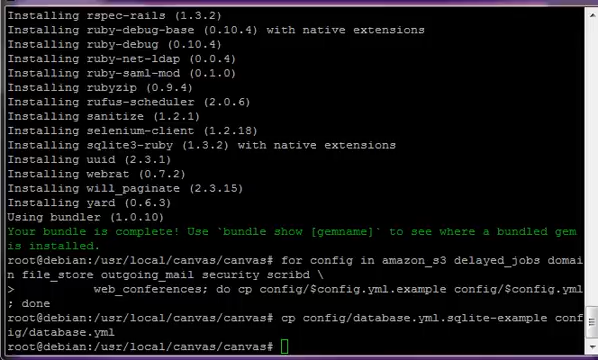 Installing rspec-rails (1.3.2)
Installing ruby-debug-base (0.10.4) with native extensions
Installing ruby-debug (0.10.4)
Installing ruby-net-ldap (0.0.4)
Installing ruby-saml-mod (0.1.0)
Installing rubyzip (0.9.4)
Installing rufus-scheduler (2.0.6)
Installing sanitize (1.2.1)
Installing selenium-client (1.2.18)
Installing sqlite3-ruby (1.3.2) with native extensions
Installing uuid (2.3.1)
Installing webrat (0.7.2)
Installing will_paginate (2.3.15)
Installing yard (0.6.3)
Using bundler (1.0.10)
Your bundle is complete! Use `bundle show [gemname]` to see where a bundled gem
is installed.
root@debian:/usr/local/canvas/canvas# for config in amazon_s3 delayed_jobs domai
n file_store outgoing_mail security scribd \
> web_conferences; do cp config/$config.yml.example config/$config.yml
; done
root@debian:/usr/local/canvas/canvas# cp config/database.yml.sqlite-example conf
ig/database.yml
root@debian:/usr/local/canvas/canvas#